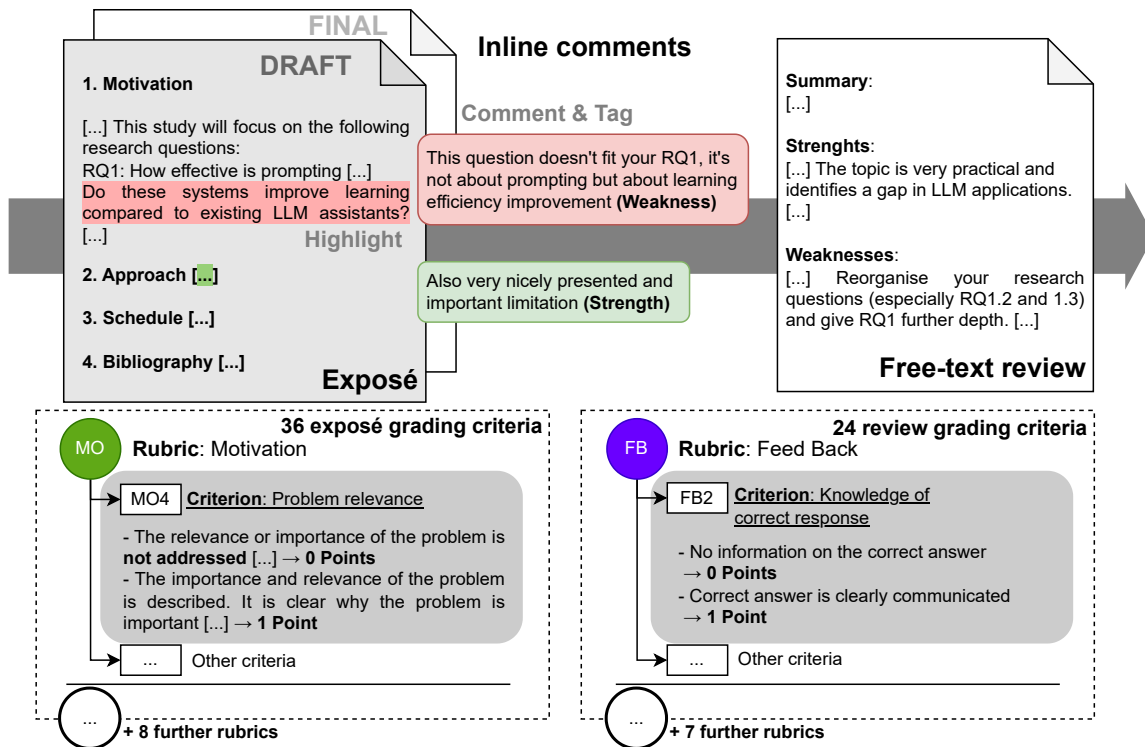 FINAL
DRAFT
1. Motivation
[...] This study will focus on the following
research questions:
RQ1: How effective is prompting [...]
Do these systems improve learning
compared to existing LLM assistants?
[...]
Highlight
2. Approach [...]
3. Schedule [...]
4. Bibliography [...]
Exposé
Inline comments
Comment & Tag
This question doesn't fit your RQ1, it's
not about prompting but about learning
efficiency improvement (Weakness)
Also very nicely presented and
important limitation (Strength)
Summary:
[...]
Strenghts:
[...] The topic is very practical and
identifies a gap in LLM applications.
[...]
Weaknesses:
[...] Reorganise your research
questions (especially RQ1.2 and 1.3)
and give RQ1 further depth. [...]
Free-text review
36 exposé grading criteria
MO
Rubric: Motivation
MO4
Criterion: Problem relevance
- The relevance or importance of the problem is
not addressed [...] → 0 Points
- The importance and relevance of the problem
is described. It is clear why the problem is
important [...] → 1 Point
...
Other criteria
...
+ 8 further rubrics
24 review grading criteria
FB
Rubric: Feed Back
FB2
Criterion: Knowledge of
correct response
- No information on the correct answer
→ 0 Points
- Correct answer is clearly communicated
→ 1 Point
...
Other criteria
...
+ 7 further rubrics